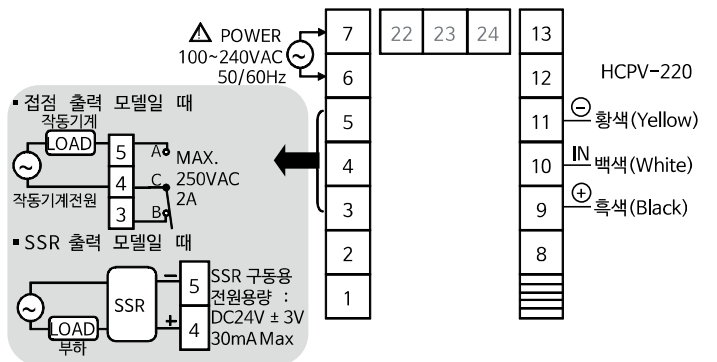 ⚠ POWER
100~240VAC
50/60Hz
7
6
5
4
3
2
1
22 23 24
13
12
11
10
9
8
HCPV-220
⊖ 황색(Yellow)
IN 백색(White)
⊕ 흑색(Black)
▪ 접점 출력 모델일 때
작동기계
LOAD
작동기계전원
5
4
3
A
C
B
MAX.
250VAC
2A
▪ SSR 출력 모델일 때
SSR
LOAD
부하
−
+
5
4
SSR 구동용
전원용량 :
DC24V ± 3V
30mA Max